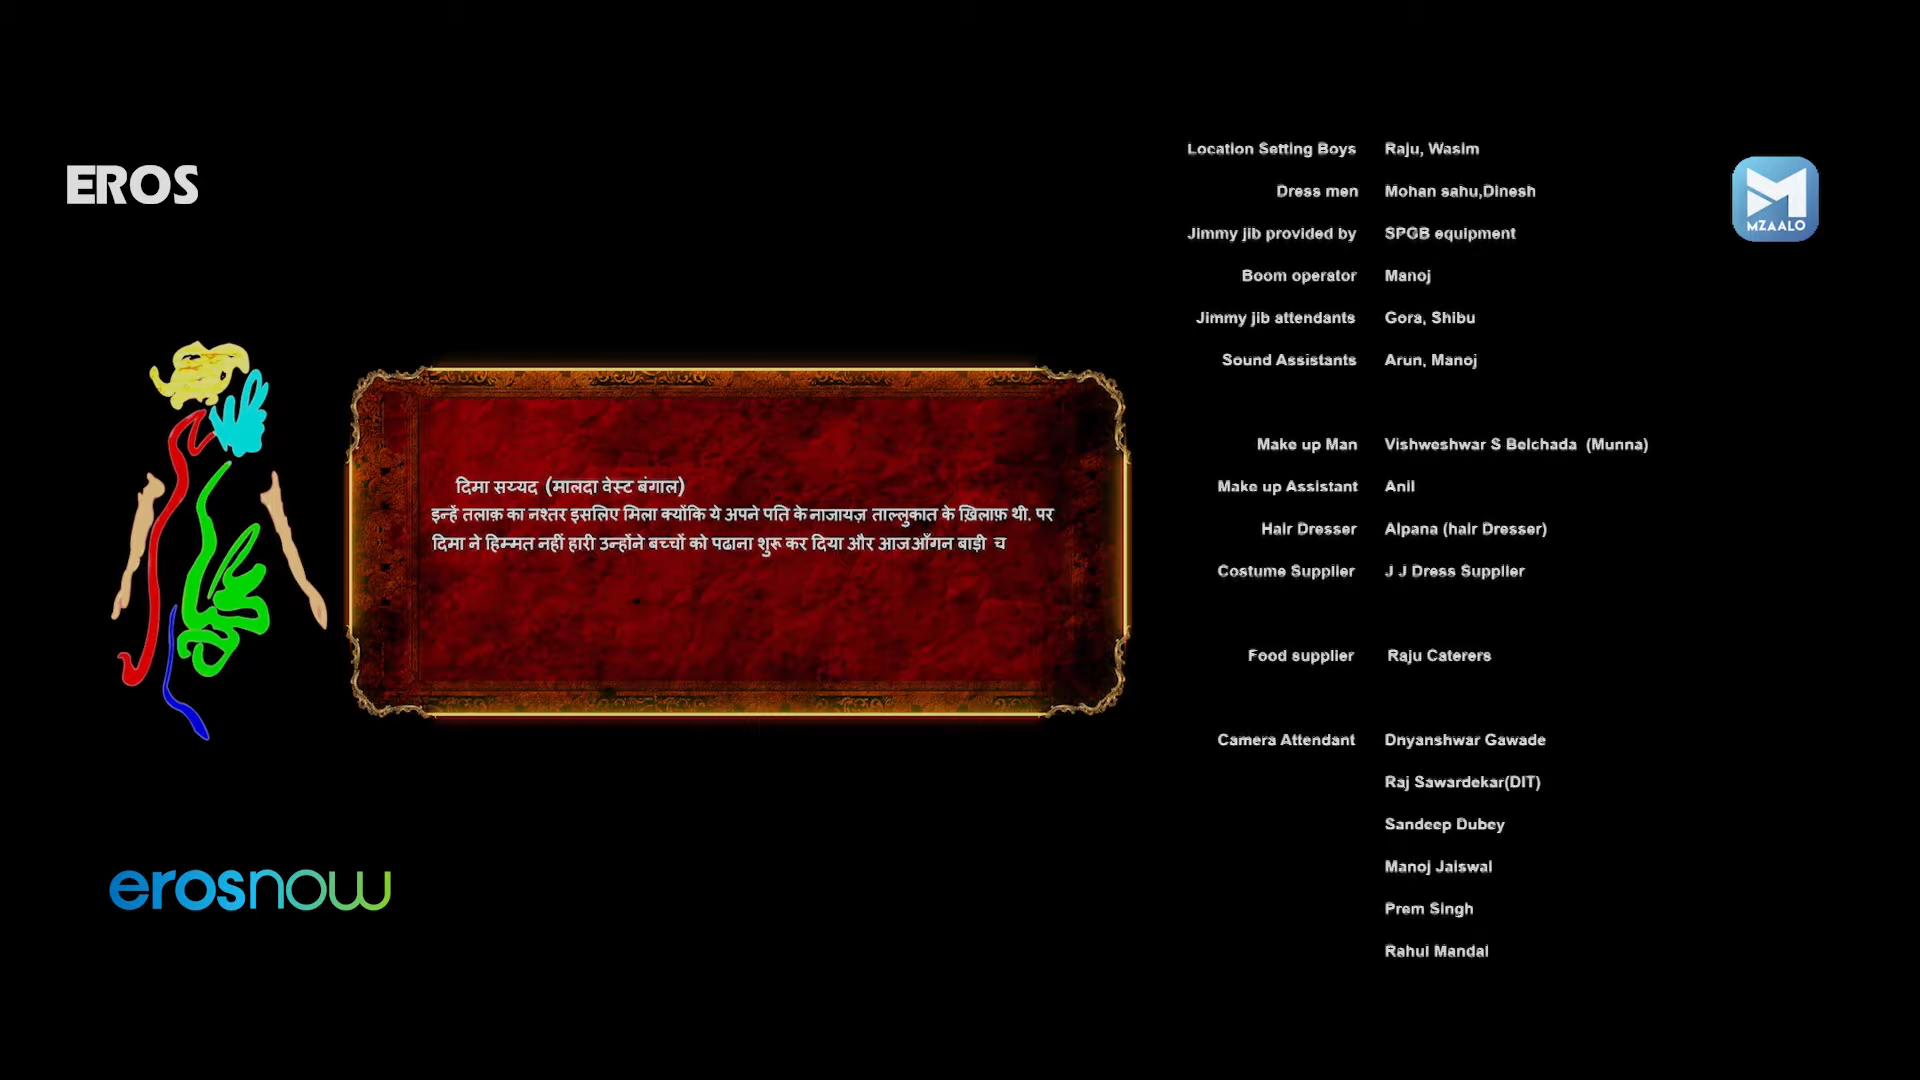 EROS
MZAALO
दिमा सय्यद (मालदा वेस्ट बंगाल)
इन्हें तलाक़ का नश्तर इसलिए मिला क्योंकि ये अपने पति के नाजायज़ ताल्लुकात के ख़िलाफ़ थी. पर
दिमा ने हिम्मत नहीं हारी उन्होंने बच्चों को पढाना शुरू कर दिया और आज आँगन बाड़ी च
erosnow
Location Setting Boys Raju, Wasim
Dress men Mohan sahu,Dinesh
Jimmy jib provided by SPGB equipment
Boom operator Manoj
Jimmy jib attendants Gora, Shibu
Sound Assistants Arun, Manoj
Make up Man Vishweshwar S Belchada (Munna)
Make up Assistant Anil
Hair Dresser Alpana (hair Dresser)
Costume Supplier J J Dress Supplier
Food supplier Raju Caterers
Camera Attendant Dnyanshwar Gawade
Raj Sawardekar(DIT)
Sandeep Dubey
Manoj Jaiswal
Prem Singh
Rahul Mandal